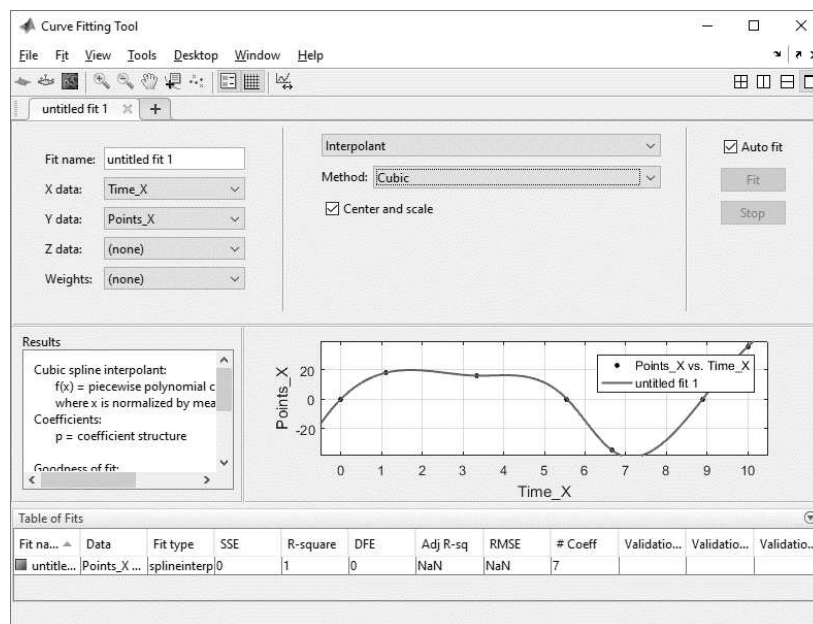 Curve Fitting Tool
File Fit View Tools Desktop Window Help
untitled fit 1
Fit name: untitled fit 1
X data: Time_X
Y data: Points_X
Z data: (none)
Weights: (none)
Interpolant
Method: Cubic
Center and scale
Auto fit
Fit
Stop
Results
Cubic spline interpolant:
f(x) = piecewise polynomial c
where x is normalized by mea
Coefficients:
p = coefficient structure
Goodness of fit:
Points_X
20
0
-20
Points_X vs. Time_X
untitled fit 1
0 1 2 3 4 5 6 7 8 9 10
Time_X
Table of Fits
Fit na... Data Fit type SSE R-square DFE Adj R-sq RMSE # Coeff Validatio... Validatio... Validatio...
untitle... Points_X ... splineinterp 0 1 0 NaN NaN 7